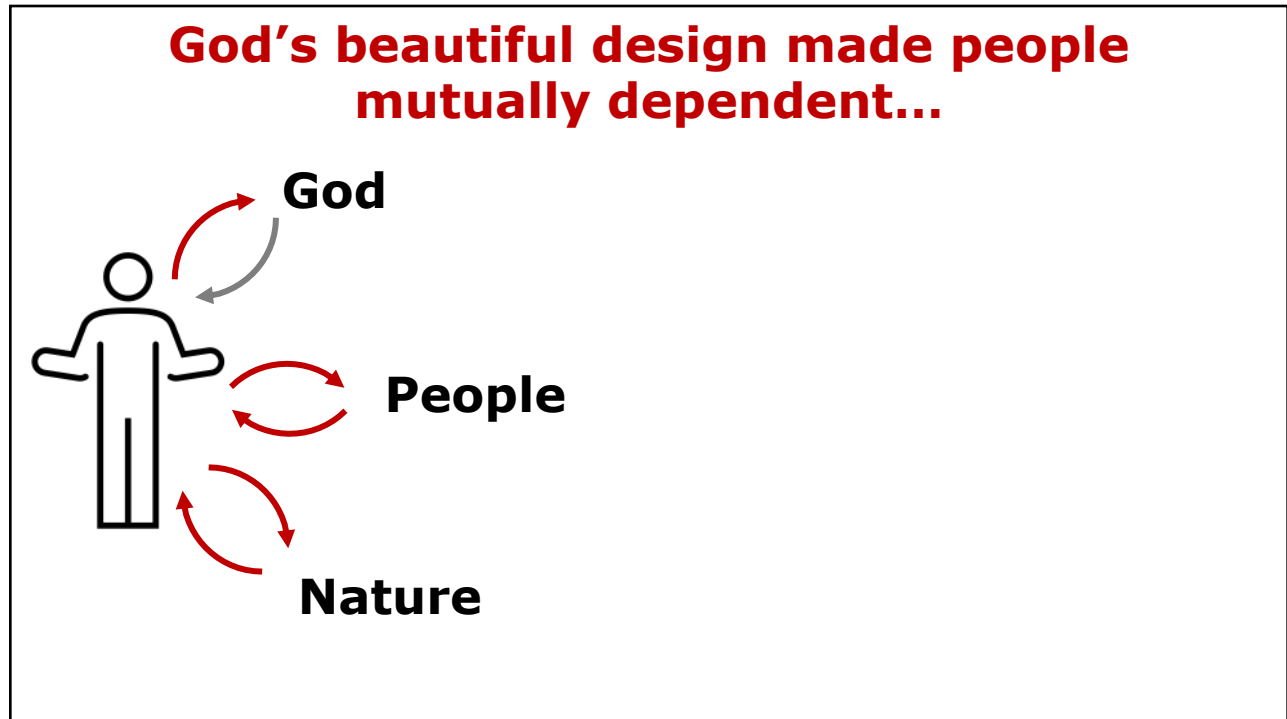 God’s beautiful design made people
mutually dependent…
God
People
Nature